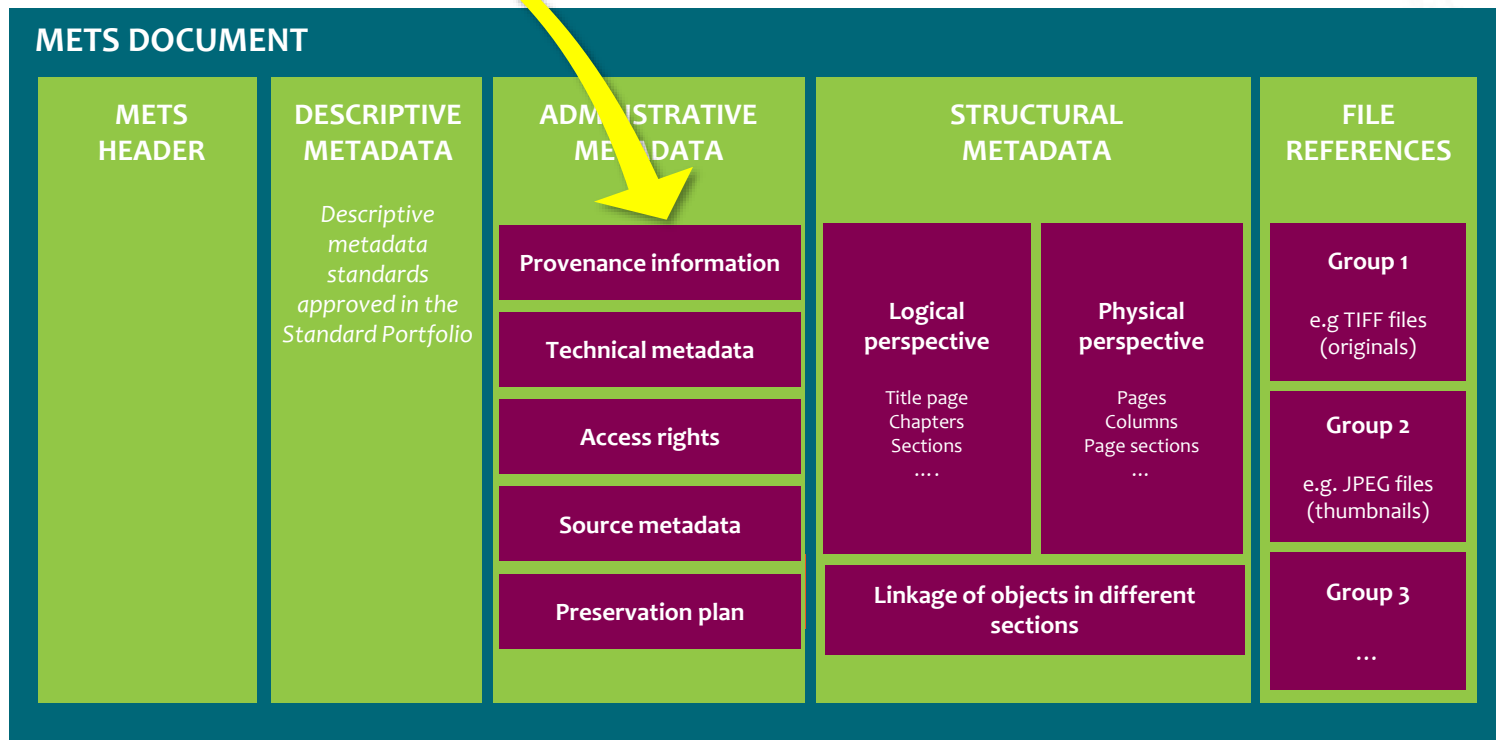 METS DOCUMENT
METS
HEADER
DESCRIPTIVE
METADATA
Descriptive
metadata
standards
approved in the
Standard Portfolio
ADMINISTRATIVE
METADATA
Provenance information
Technical metadata
Access rights
Source metadata
Preservation plan
STRUCTURAL
METADATA
Logical
perspective
Title page
Chapters
Sections
….
Physical
perspective
Pages
Columns
Page sections
…
Linkage of objects in different
sections
FILE
REFERENCES
Group 1
e.g TIFF files
(originals)
Group 2
e.g. JPEG files
(thumbnails)
Group 3
…